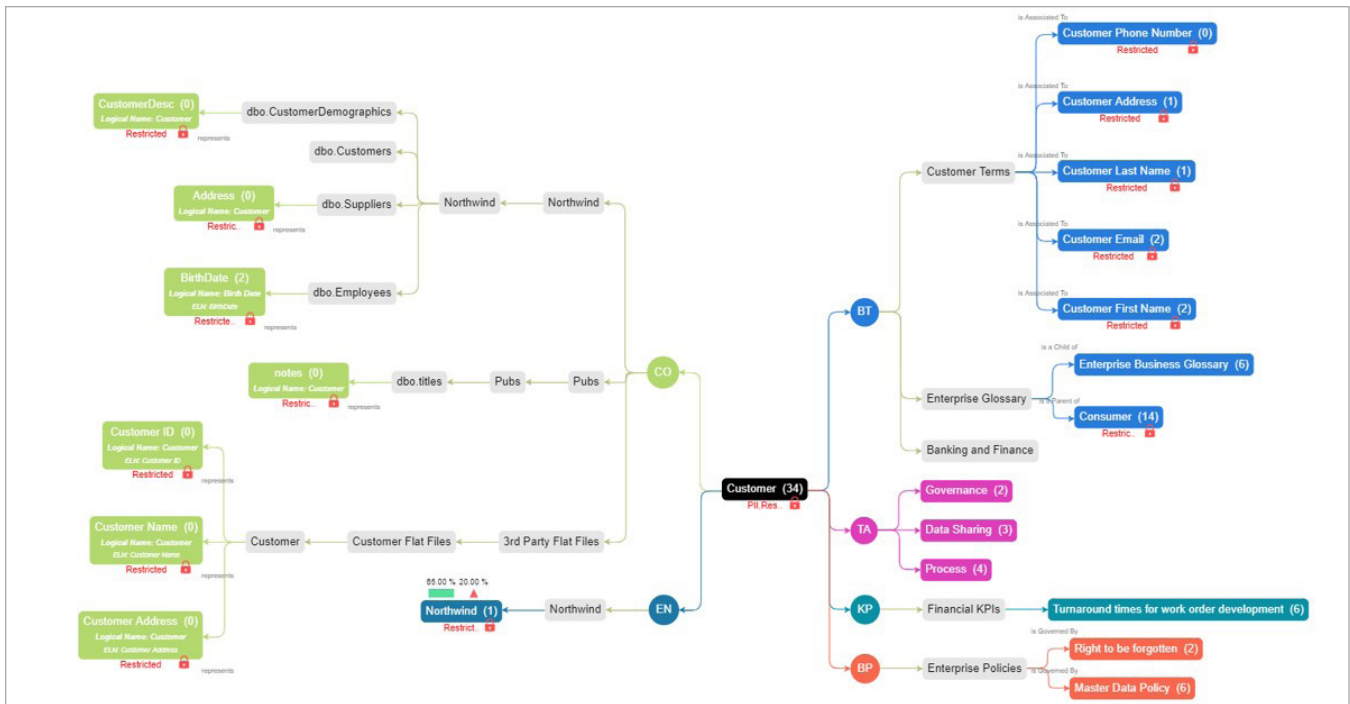 is Associated To
Customer Phone Number (0)
Restricted
is Associated To
Customer Address (1)
Restricted
Customer Terms
is Associated To
Customer Last Name (1)
Restricted
is Associated To
Customer Email (2)
Restricted
is Associated To
Customer First Name (2)
Restricted
BT
is a Child of
Enterprise Business Glossary (6)
Enterprise Glossary
is a Parent of
Consumer (14)
Restric..
Banking and Finance
CustomerDesc (0)
Logical Name: Customer
Restricted
represents
dbo.CustomerDemographics
dbo.Customers
Address (0)
Logical Name: Customer
Restric..
represents
dbo.Suppliers
Northwind
Northwind
BirthDate (2)
Logical Name: Birth Date
ELN: BirthDate
Restricte..
represents
dbo.Employees
CO
notes (0)
Logical Name: Customer
Restric..
represents
dbo.titles
Pubs
Pubs
Customer ID (0)
Logical Name: Customer
ELN: Customer ID
Restricted
represents
Customer Name (0)
Logical Name: Customer
ELN: Customer Name
Restricted
represents
Customer
Customer Flat Files
3rd Party Flat Files
Customer Address (0)
Logical Name: Customer
ELN: Customer Address
Restricted
represents
Customer (34)
PII,Res..
65.00 % 20.00 %
Northwind (1)
Restrict..
Northwind
EN
TA
Governance (2)
Data Sharing (3)
Process (4)
KP
Financial KPIs
Turnaround times for work order development (6)
BP
Enterprise Policies
is Governed By
Right to be forgotten (2)
is Governed By
Master Data Policy (6)